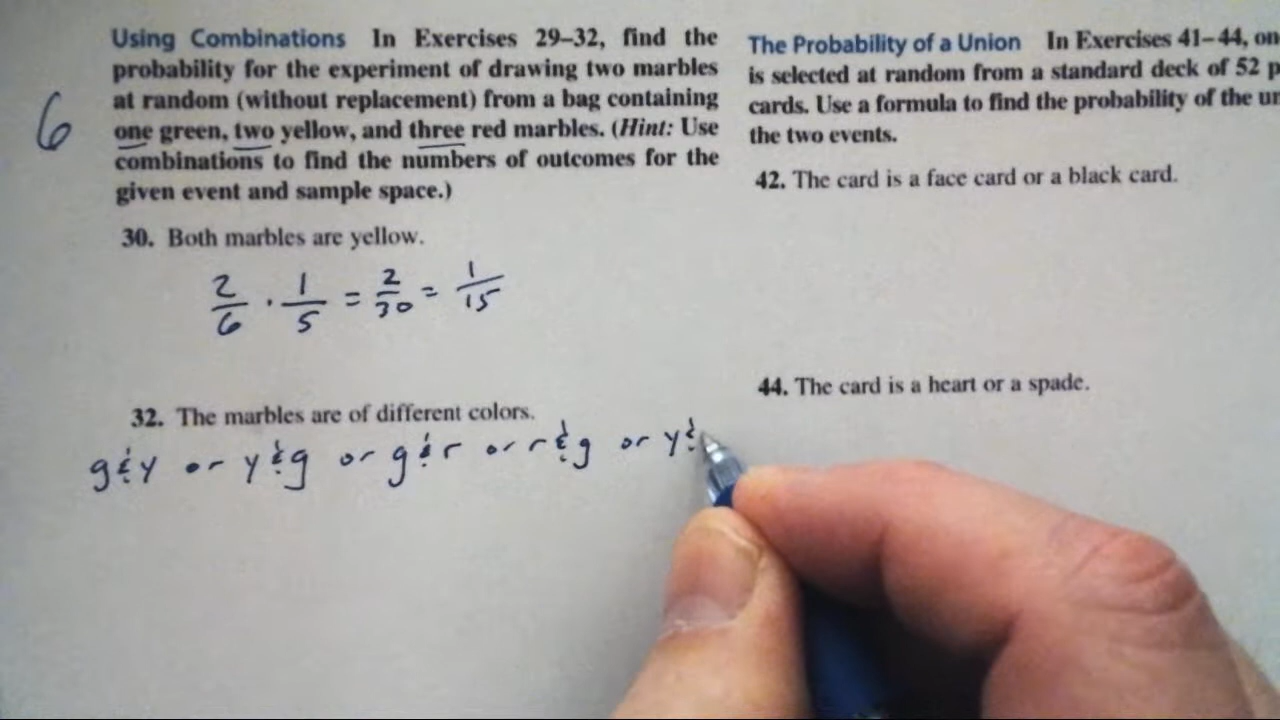 Using Combinations In Exercises 29–32, find the
probability for the experiment of drawing two marbles
at random (without replacement) from a bag containing
one green, two yellow, and three red marbles. (Hint: Use
combinations to find the numbers of outcomes for the
given event and sample space.)
6
30. Both marbles are yellow.
2/6 · 1/5 = 2/30 = 1/15
32. The marbles are of different colors.
g & y or y & g or g & r or r & g or y &
The Probability of a Union In Exercises 41–44, on
is selected at random from a standard deck of 52 p
cards. Use a formula to find the probability of the un
the two events.
42. The card is a face card or a black card.
44. The card is a heart or a spade.